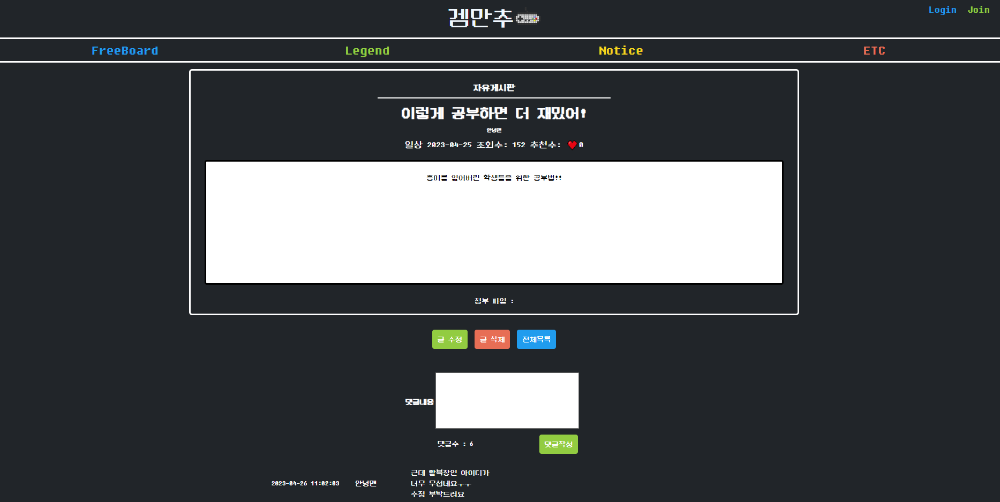 겜만추
Login Join
FreeBoard Legend Notice ETC
자유게시판
이렇게 공부하면 더 재밌어!
안녕맨
일상 2023-04-25 조회수: 152 추천수: 0
흥미를 잃어버린 학생들을 위한 공부법!!
첨부 파일 :
글 수정 글 삭제 전체목록
댓글내용
댓글수 : 6
댓글작성
근데 핱북장인 아이디가
2023-04-26 11:02:03 안녕맨 너무 무섭네요ㅜㅜ
수정 부탁드려요